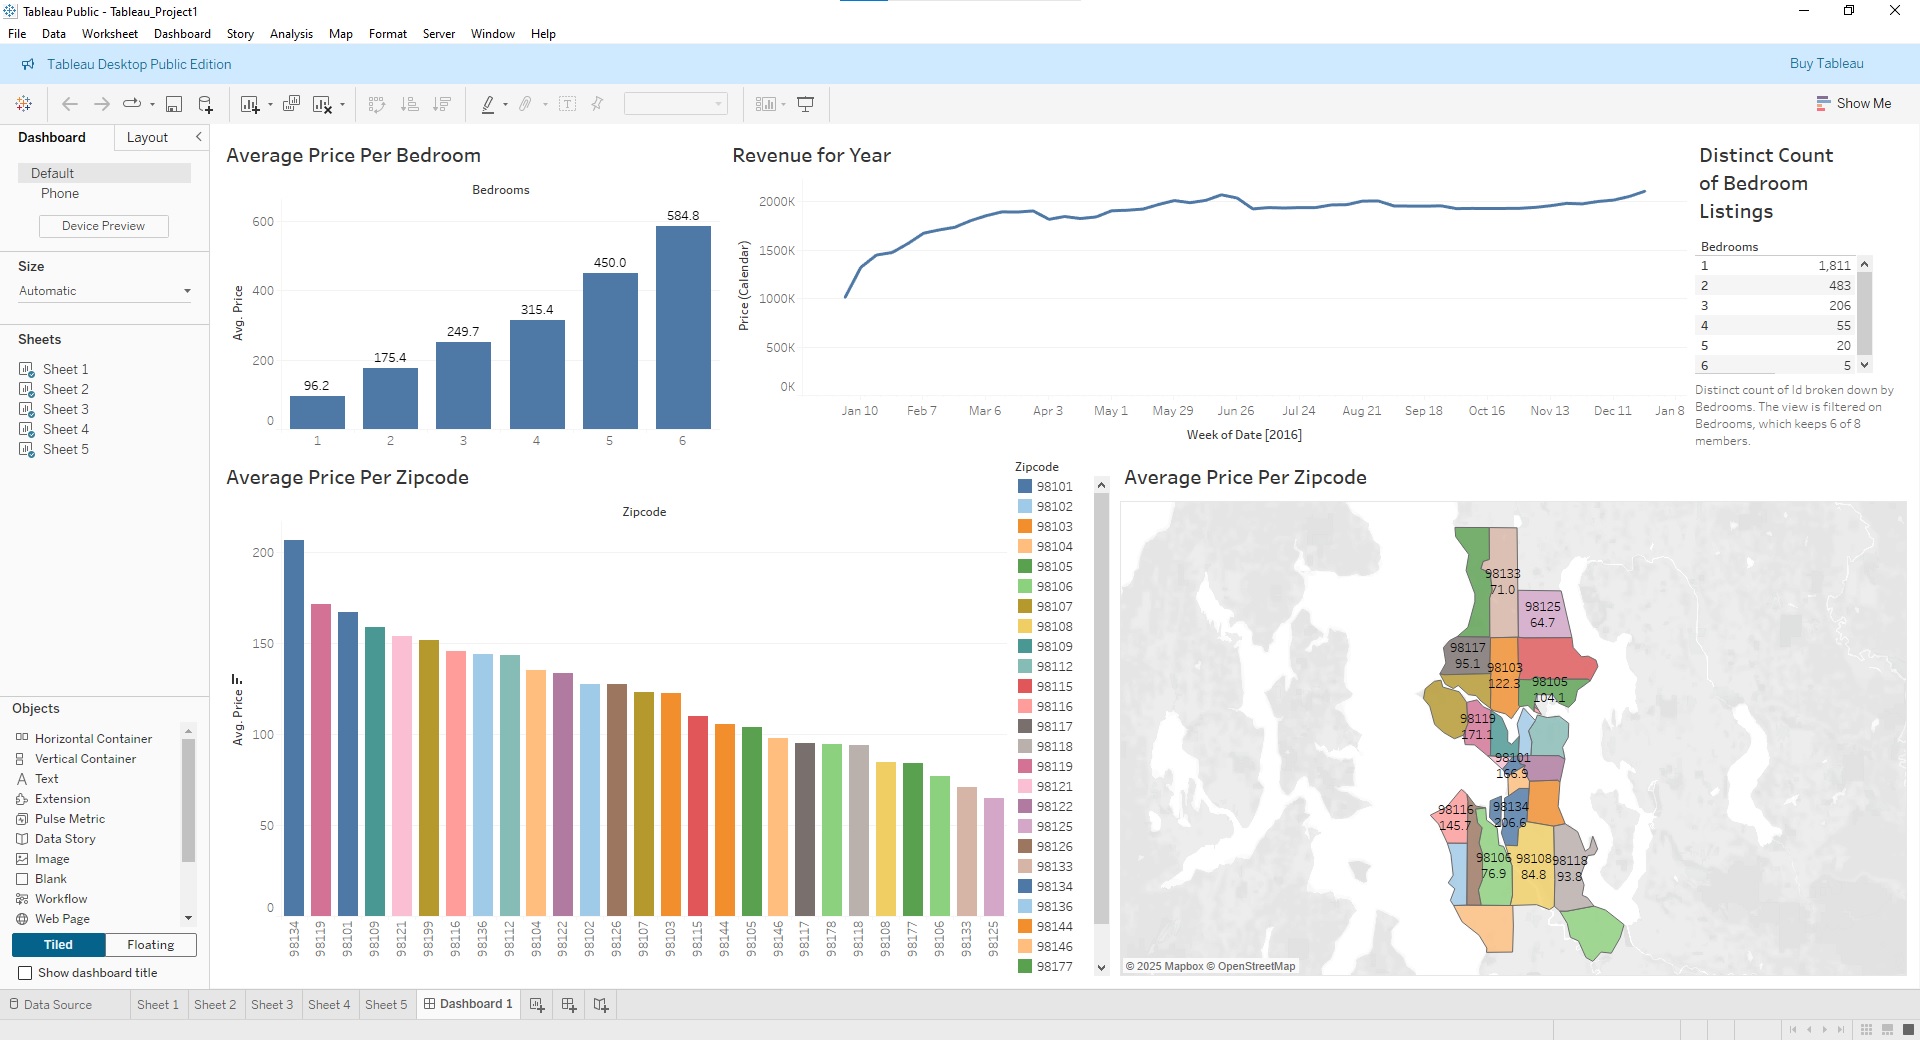 Tableau Public - Tableau_Project1
File Data Worksheet Dashboard Story Analysis Map Format Server Window Help
Tableau Desktop Public Edition
Buy Tableau
Show Me
Dashboard Layout
Default
Phone
Device Preview
Size
Automatic
Sheets
Sheet 1
Sheet 2
Sheet 3
Sheet 4
Sheet 5
Objects
Horizontal Container
Vertical Container
Text
Extension
Pulse Metric
Data Story
Image
Blank
Workflow
Web Page
Tiled Floating
Show dashboard title
Average Price Per Bedroom
Bedrooms
Avg. Price
600
400
200
0
96.2
175.4
249.7
315.4
450.0
584.8
1 2 3 4 5 6
Revenue for Year
Price (Calendar)
2000K
1500K
1000K
500K
0K
Jan 10 Feb 7 Mar 6 Apr 3 May 1 May 29 Jun 26 Jul 24 Aug 21 Sep 18 Oct 16 Nov 13 Dec 11 Jan 8
Week of Date [2016]
Distinct Count
of Bedroom
Listings
Bedrooms
1 1,811
2 483
3 206
4 55
5 20
6 5
Distinct count of Id broken down by
Bedrooms. The view is filtered on
Bedrooms, which keeps 6 of 8
members.
Average Price Per Zipcode
Zipcode
Avg. Price
200
150
100
50
0
98134 98119 98101 98109 98121 98199 98116 98136 98112 98104 98122 98102 98126 98107 98103 98115 98144 98105 98146 98117 98178 98118 98108 98177 98106 98133 98125
Zipcode
98101
98102
98103
98104
98105
98106
98107
98108
98109
98112
98115
98116
98117
98118
98119
98121
98122
98125
98126
98133
98134
98136
98144
98146
98177
Average Price Per Zipcode
98133
71.0
98125
64.7
98117
95.1
98103
122.3
98105
104.1
98119
171.1
98101
166.9
98116
145.7
98134
206.6
98106
76.9
98108
84.8
98118
93.8
© 2025 Mapbox © OpenStreetMap
Data Source Sheet 1 Sheet 2 Sheet 3 Sheet 4 Sheet 5 Dashboard 1